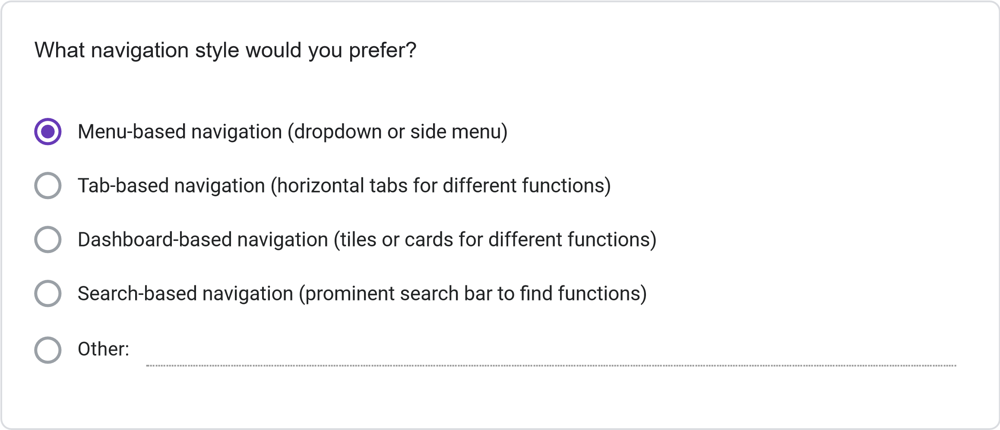 What navigation style would you prefer?
Menu-based navigation (dropdown or side menu)
Tab-based navigation (horizontal tabs for different functions)
Dashboard-based navigation (tiles or cards for different functions)
Search-based navigation (prominent search bar to find functions)
Other: